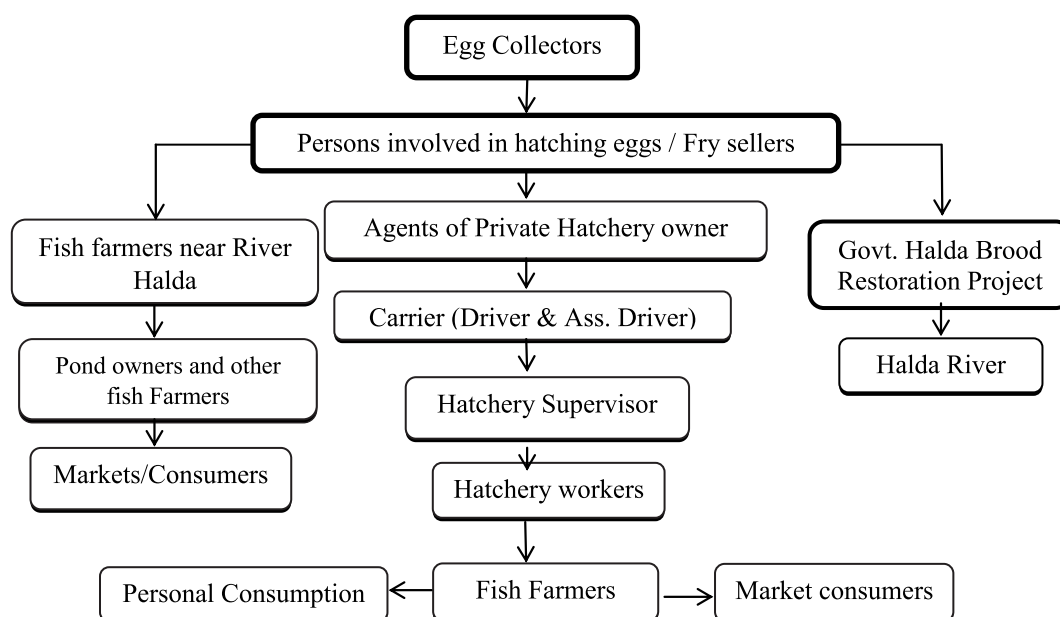 Egg Collectors
Persons involved in hatching eggs / Fry sellers
Fish farmers near River
Halda
Agents of Private Hatchery owner
Govt. Halda Brood
Restoration Project
Carrier (Driver & Ass. Driver)
Pond owners and other
fish Farmers
Halda River
Hatchery Supervisor
Markets/Consumers
Hatchery workers
Personal Consumption
Fish Farmers
Market consumers